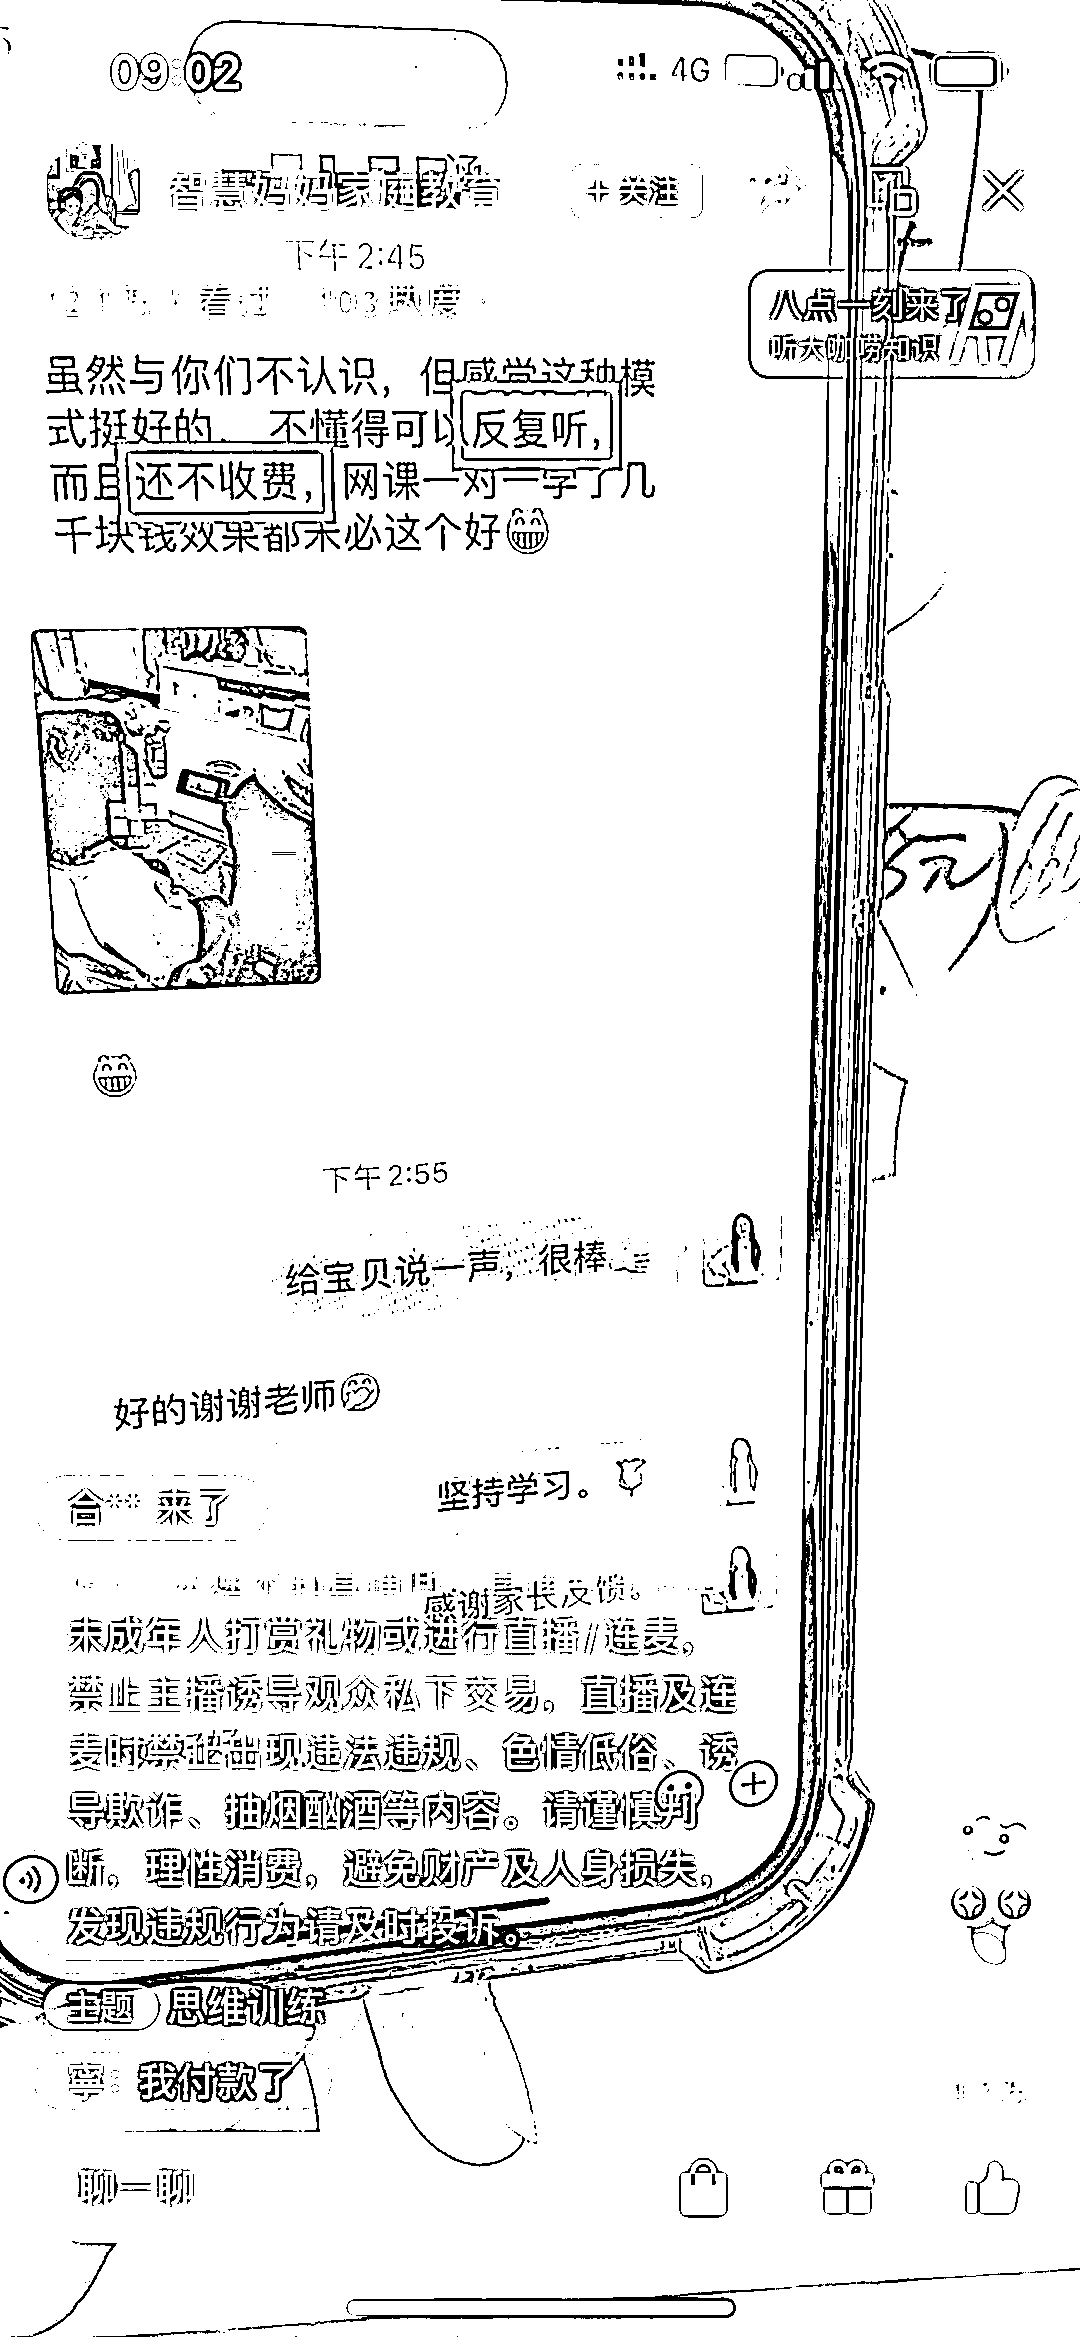 09:02
4G
智慧妈妈家庭教育
+ 关注
下午 2:45
看过
八点一刻来了
听大咖唠知识
虽然与你们不认识，但感觉这种模
式挺好的。不懂得可以反复听，
而且还不收费，网课一对一学了几
千块钱效果都未必这个好😁
5元
😁
下午 2:55
给宝贝说一声，很棒
好的谢谢老师🤭
坚持学习。🌹
合** 来了
感谢家长反馈。
未成年人打赏礼物或进行直播/连麦。
禁止主播诱导观众私下交易，直播及连
麦时禁止出现违法违规、色情低俗、诱
导欺诈、抽烟酗酒等内容。请谨慎判
断，理性消费，避免财产及人身损失，
发现违规行为请及时投诉。
主题 思维训练
寧：我付款了
聊一聊